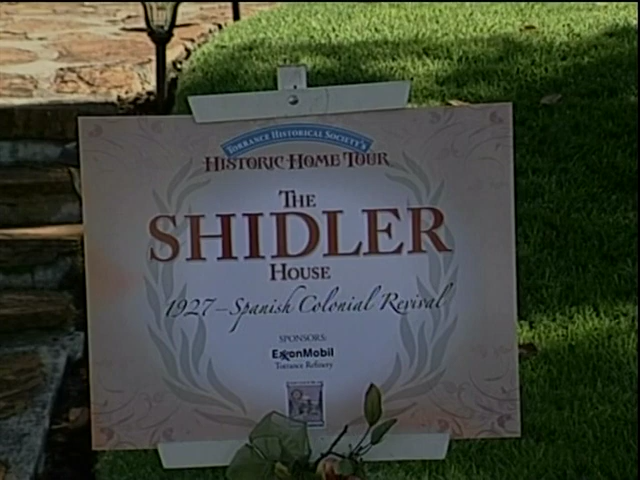 TORRANCE HISTORICAL SOCIETY'S
HISTORIC HOME TOUR
THE
SHIDLER
HOUSE
1927–Spanish Colonial Revival
SPONSORS:
ExxonMobil
Torrance Refinery